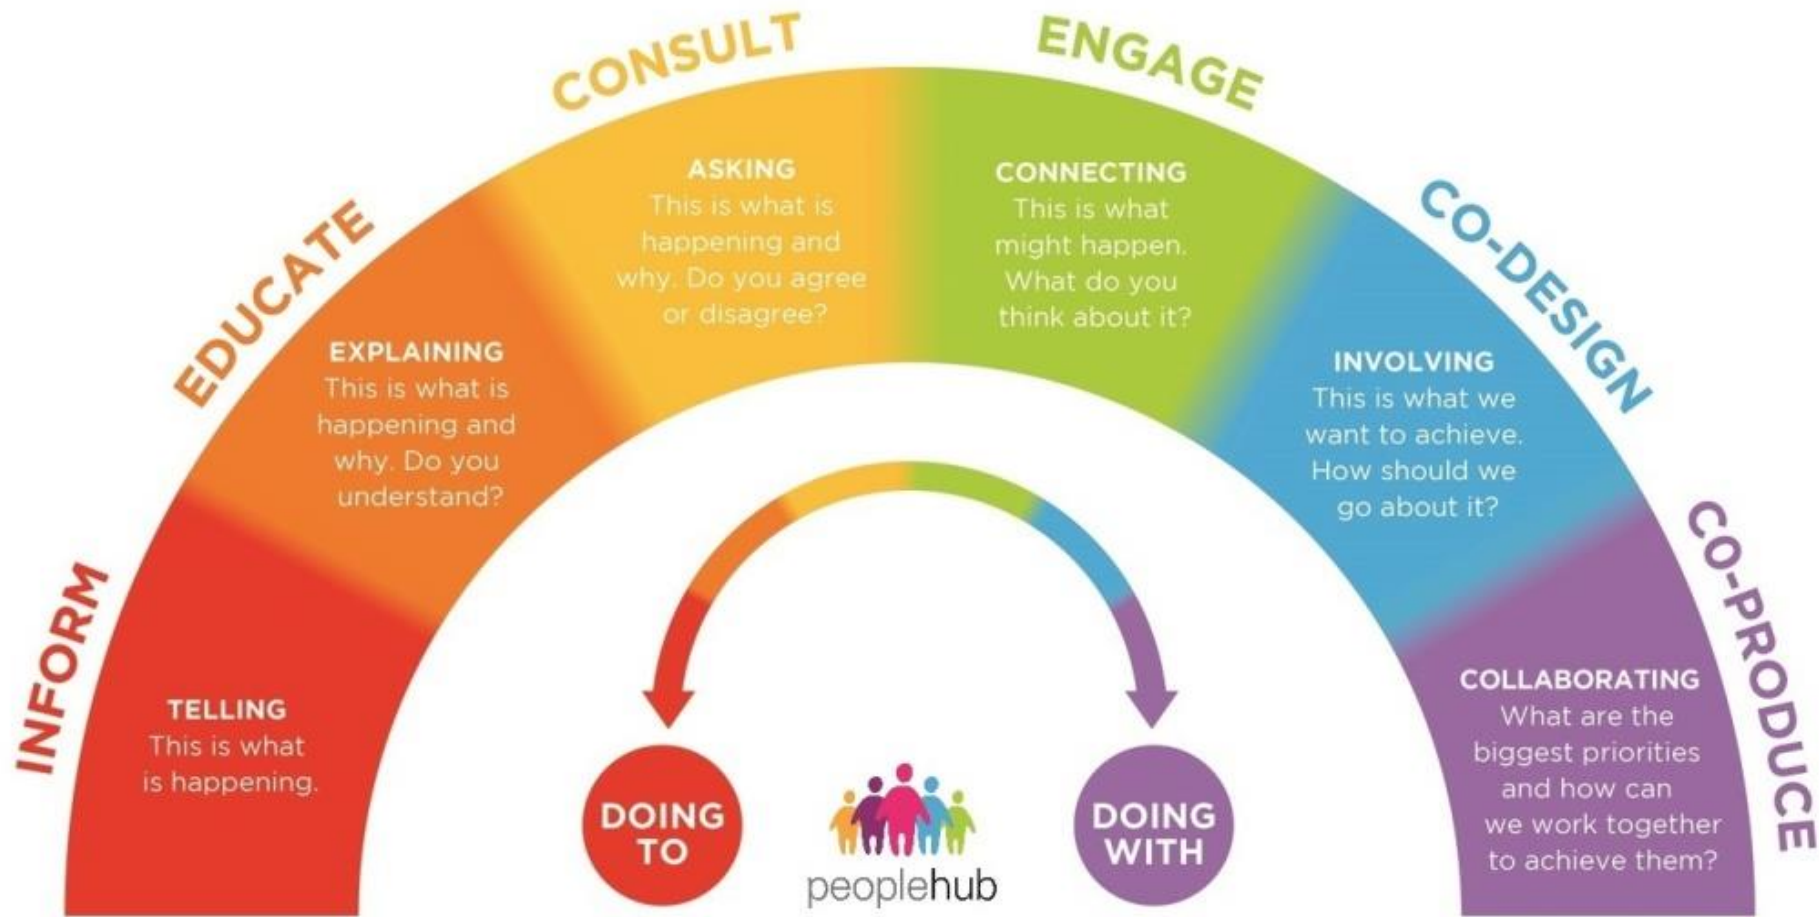 INFORM
TELLING
This is what
is happening.
EDUCATE
EXPLAINING
This is what is
happening and
why. Do you
understand?
CONSULT
ASKING
This is what is
happening and
why. Do you agree
or disagree?
ENGAGE
CONNECTING
This is what
might happen.
What do you
think about it?
CO-DESIGN
INVOLVING
This is what we
want to achieve.
How should we
go about it?
CO-PRODUCE
COLLABORATING
What are the
biggest priorities
and how can
we work together
to achieve them?
DOING
TO
peoplehub
DOING
WITH